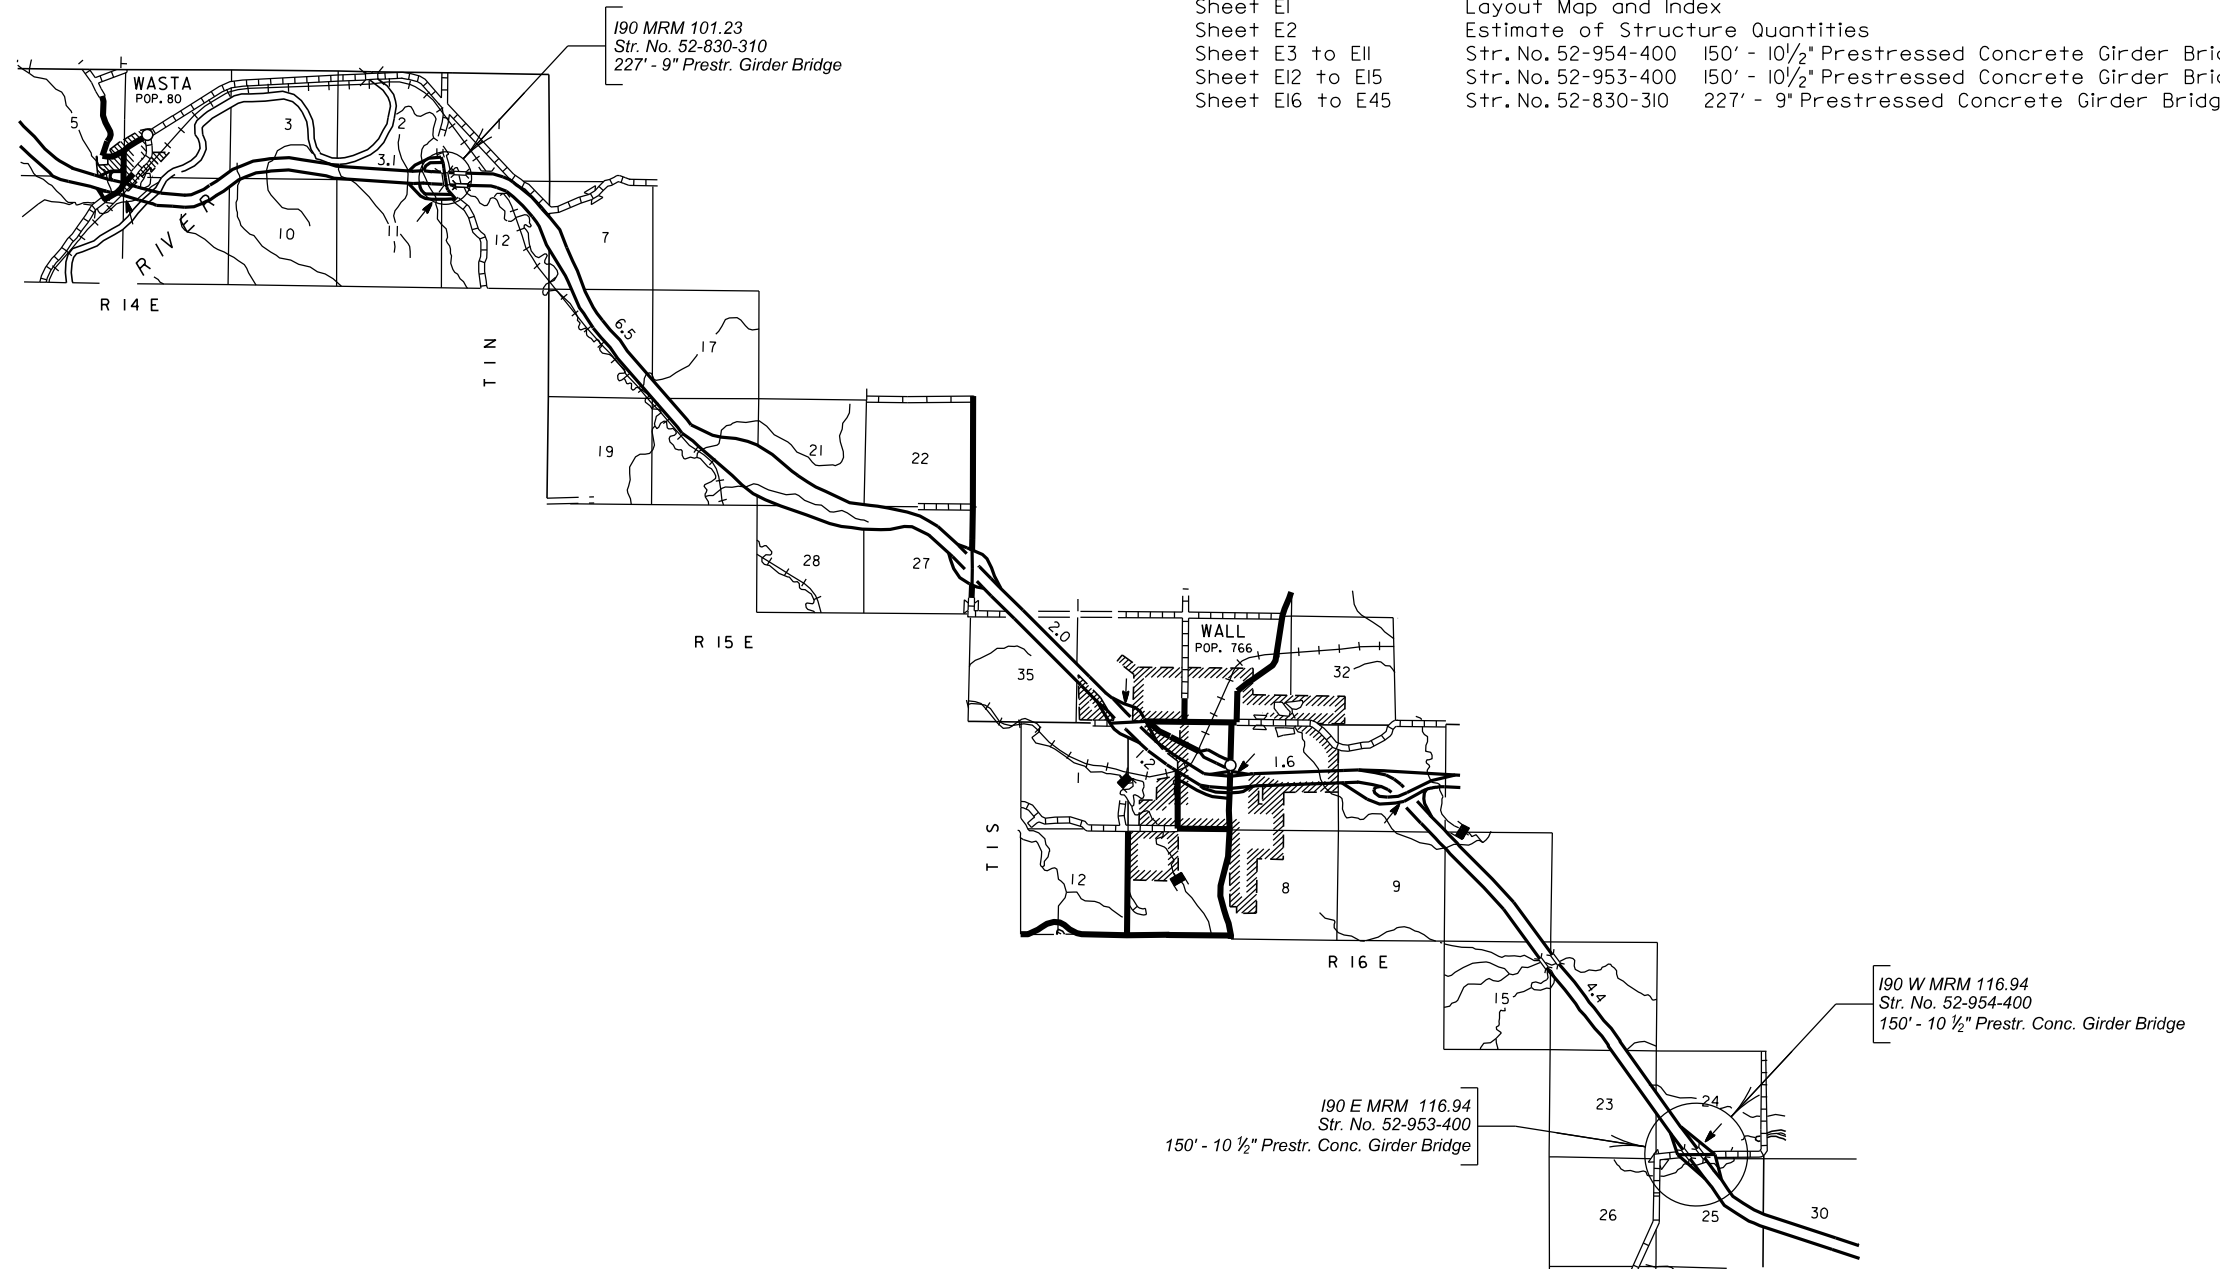 Sheet E1 Layout Map and Index
Sheet E2 Estimate of Structure Quantities
Sheet E3 to E11 Str. No. 52-954-400 150' - 10½" Prestressed Concrete Girder
Sheet E12 to E15 Str. No. 52-953-400 150' - 10½" Prestressed Concrete Girder
Sheet E16 to E45 Str. No. 52-830-310 227' - 9" Prestressed Concrete Girder Bridg
I90 MRM 101.23
Str. No. 52-830-310
227' - 9" Prestr. Girder Bridge
WASTA
POP. 80
5
3
2
1
3.1
RIVER
10
11
12
7
R 14 E
T 1 N
6.5
17
19
21
22
28
27
R 15 E
2.0
WALL
POP. 766
35
32
1
1.2
1.6
T 1 S
12
8
9
R 16 E
15
4.4
I90 W MRM 116.94
Str. No. 52-954-400
150' - 10 ½" Prestr. Conc. Girder Bridge
I90 E MRM 116.94
Str. No. 52-953-400
150' - 10 ½" Prestr. Conc. Girder Bridge
23
24
26
25
30